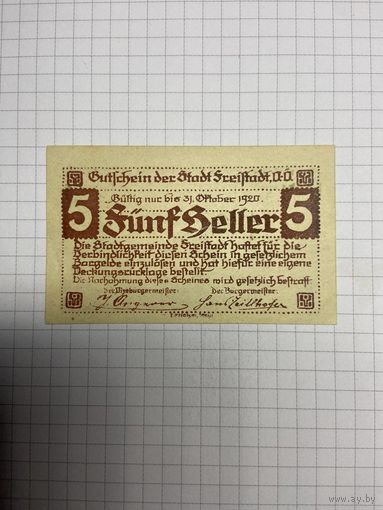 Gutschein der Stadt Freistadt, O.Ö.
Gültig nur bis 31. Oktober 1920.
5 Fünf Heller 5
Die Stadtgemeinde Freistadt haftet für die
Verbindlichkeit diesen Schein in gesetzlichem
Bargelde einzulösen und hat hiefür eine eigene
Deckungsrücklage bestellt.
Die Nachahmung dieses Scheines wird gesetzlich bestraft
der Vizebürgermeister: der Bürgermeister:
www.ay.by